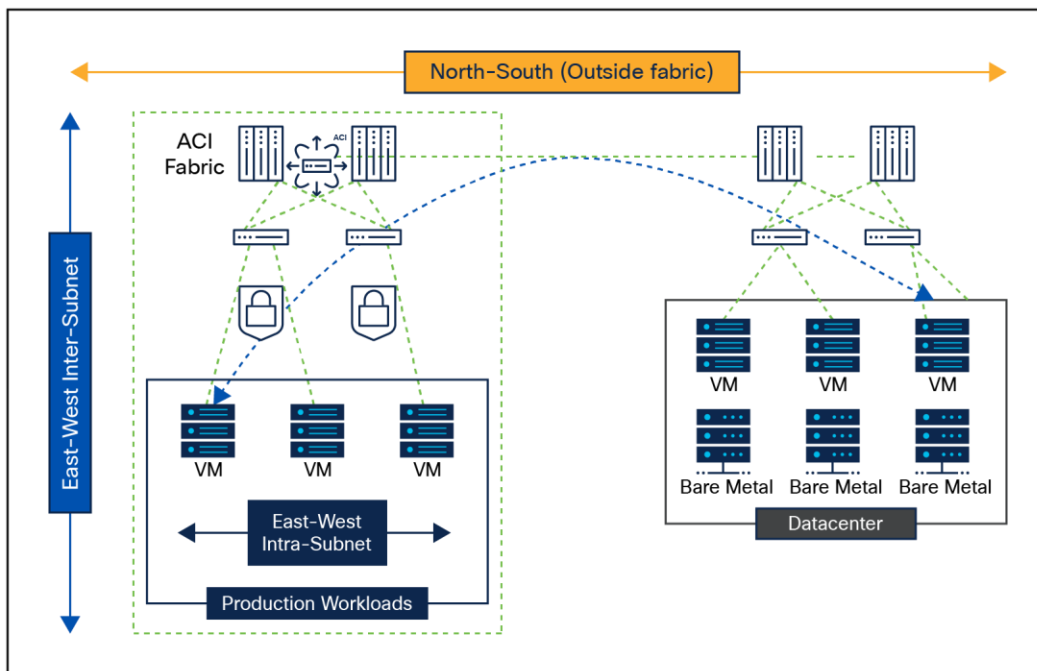 North-South (Outside fabric)
ACI
Fabric
ACI
East-West Inter-Subnet
VM
VM
VM
East-West
Intra-Subnet
Production Workloads
VM
VM
VM
Bare Metal
Bare Metal
Bare Metal
Datacenter